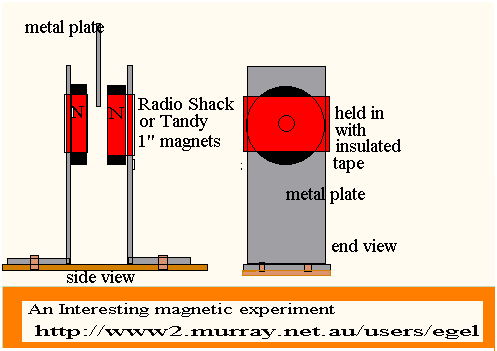 metal plate
N N
Radio Shack
or Tandy
1" magnets
held in
with
insulated
tape
metal plate
end view
side view
An Interesting magnetic experiment
http://www2.murray.net.au/users/egel